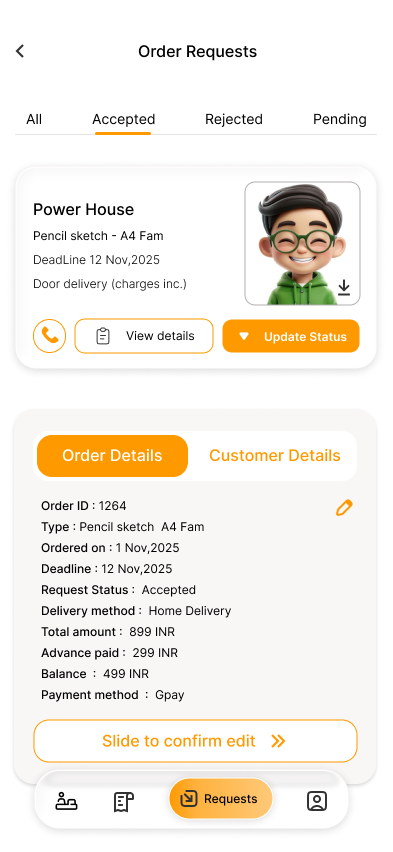 Order Requests
All Accepted Rejected Pending
Power House
Pencil sketch - A4 Fam
DeadLine 12 Nov,2025
Door delivery (charges inc.)
View details
Update Status
Order Details Customer Details
Order ID : 1264
Type : Pencil sketch A4 Fam
Ordered on : 1 Nov,2025
Deadline : 12 Nov,2025
Request Status : Accepted
Delivery method : Home Delivery
Total amount : 899 INR
Advance paid : 299 INR
Balance : 499 INR
Payment method : Gpay
Slide to confirm edit
Requests